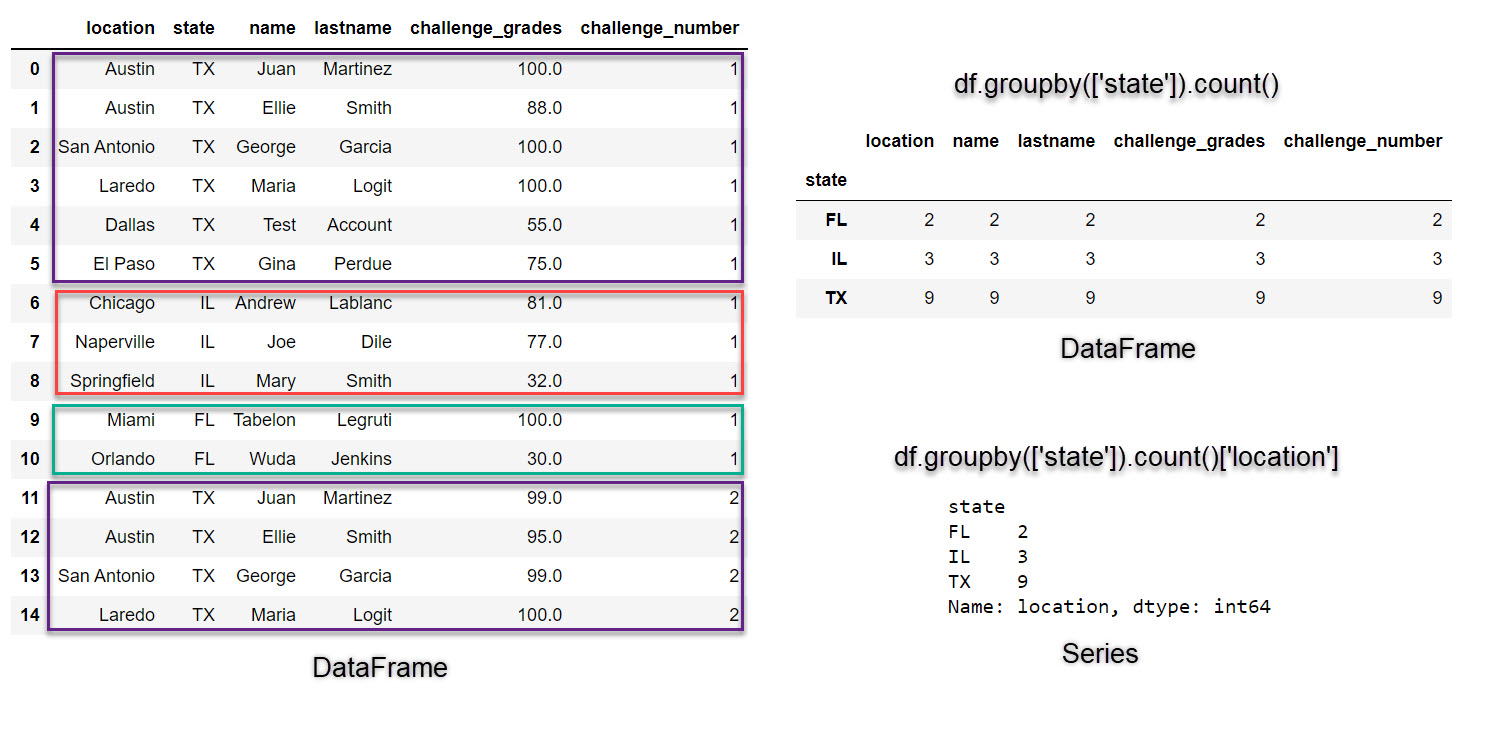 location state name lastname challenge_grades challenge_number
0 Austin TX Juan Martinez 100.0 1
1 Austin TX Ellie Smith 88.0 1
2 San Antonio TX George Garcia 100.0 1
3 Laredo TX Maria Logit 100.0 1
4 Dallas TX Test Account 55.0 1
5 El Paso TX Gina Perdue 75.0 1
6 Chicago IL Andrew Lablanc 81.0 1
7 Naperville IL Joe Dile 77.0 1
8 Springfield IL Mary Smith 32.0 1
9 Miami FL Tabelon Legruti 100.0 1
10 Orlando FL Wuda Jenkins 30.0 1
11 Austin TX Juan Martinez 99.0 2
12 Austin TX Ellie Smith 95.0 2
13 San Antonio TX George Garcia 99.0 2
14 Laredo TX Maria Logit 100.0 2
DataFrame
df.groupby(['state']).count()
location name lastname challenge_grades challenge_number
state
FL 2 2 2 2 2
IL 3 3 3 3 3
TX 9 9 9 9 9
DataFrame
df.groupby(['state']).count()['location']
state
FL 2
IL 3
TX 9
Name: location, dtype: int64
Series